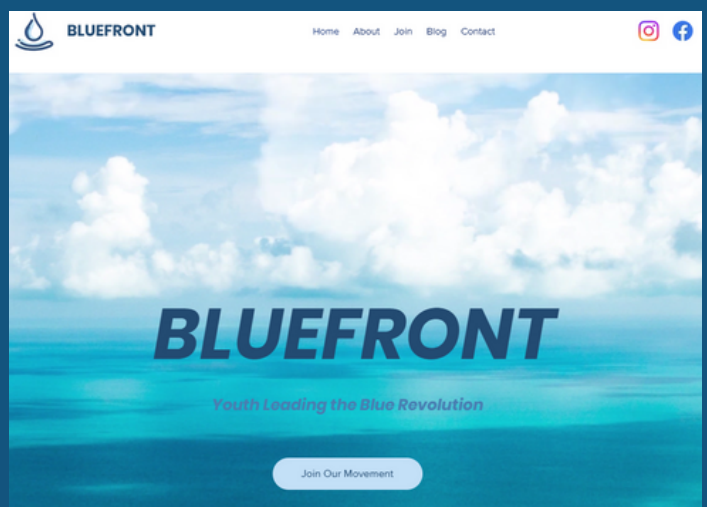 BLUEFRONT
Home About Join Blog Contact
BLUEFRONT
Youth Leading the Blue Revolution
Join Our Movement